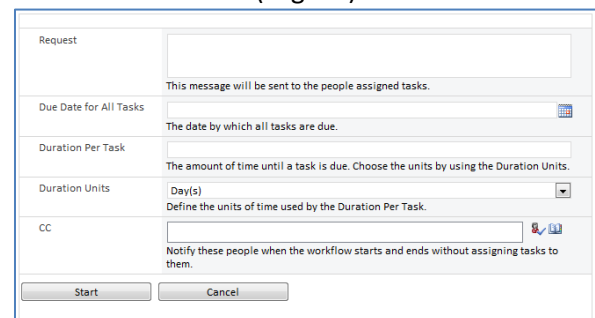 Request
This message will be sent to the people assigned tasks.
Due Date for All Tasks
The date by which all tasks are due.
Duration Per Task
The amount of time until a task is due. Choose the units by using the Duration Units.
Duration Units
Day(s)
Define the units of time used by the Duration Per Task.
CC
Notify these people when the workflow starts and ends without assigning tasks to
them.
Start
Cancel